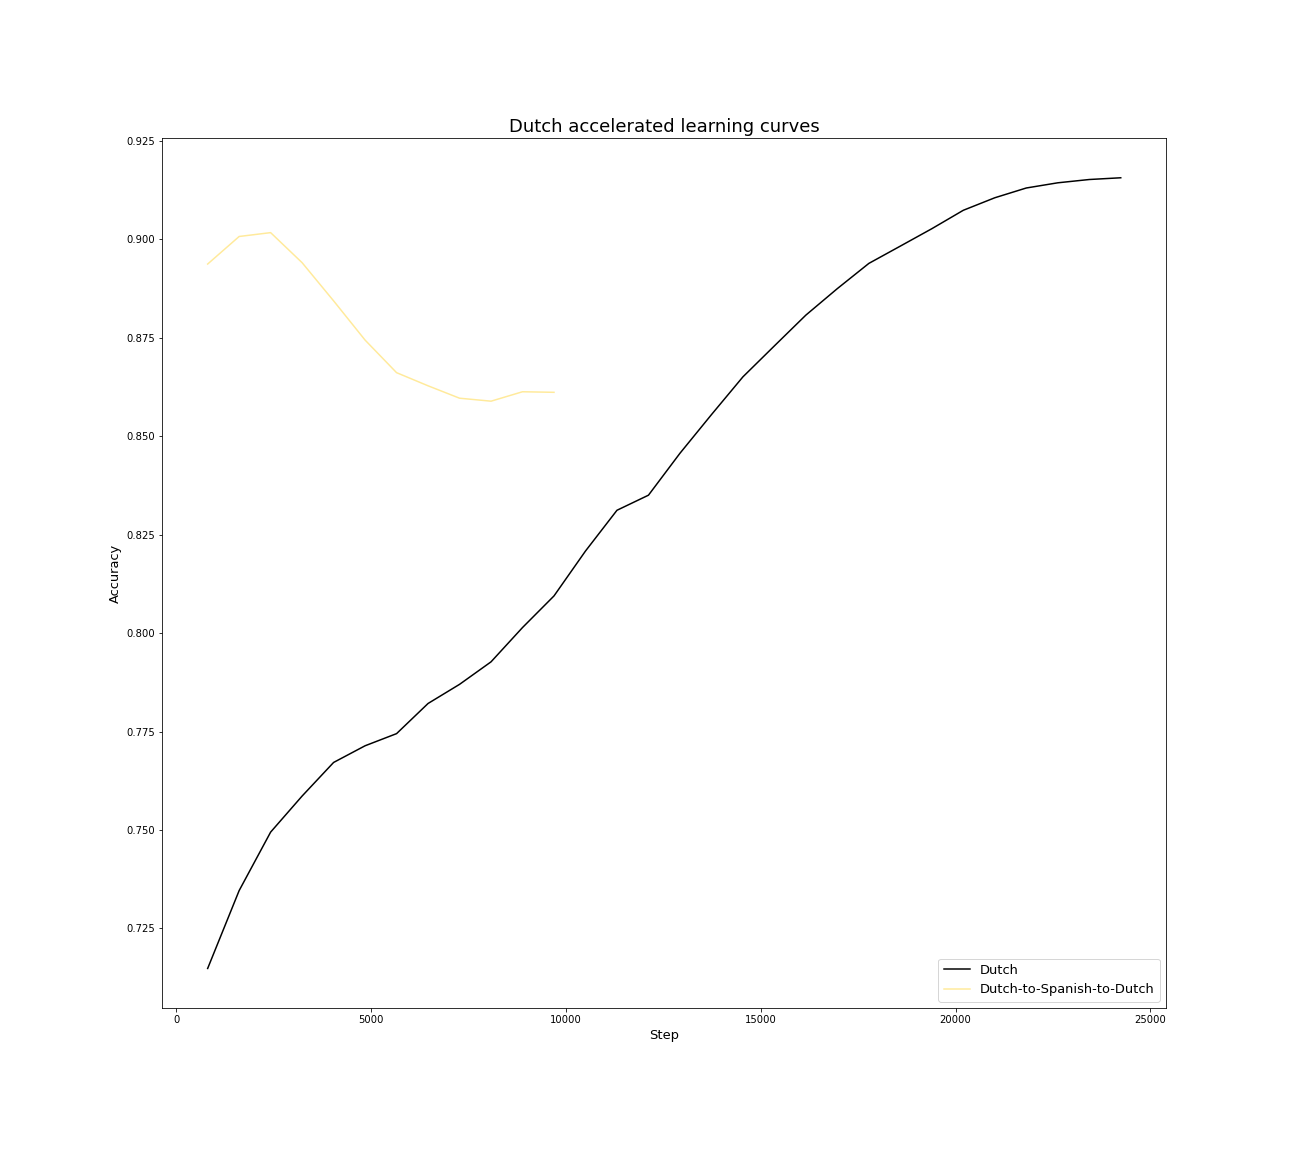 Dutch accelerated learning curves
0.925
0.900
0.875
0.850
0.825
0.800
0.775
0.750
0.725
Accuracy
0 5000 10000 15000 20000 25000
Step
Dutch
Dutch-to-Spanish-to-Dutch